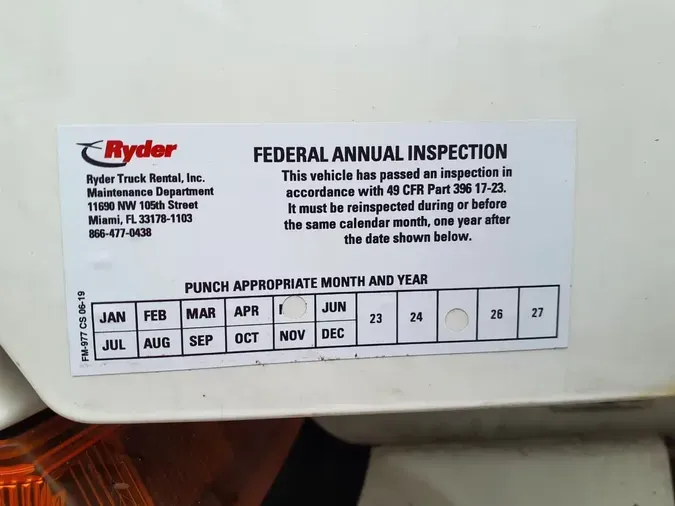 Ryder
Ryder Truck Rental, Inc.
Maintenance Department
11690 NW 105th Street
Miami, FL 33178-1103
866-477-0438
FEDERAL ANNUAL INSPECTION
This vehicle has passed an inspection in
accordance with 49 CFR Part 396 17-23.
It must be reinspected during or before
the same calendar month, one year after
the date shown below.
PUNCH APPROPRIATE MONTH AND YEAR
JAN FEB MAR APR JUN
JUL AUG SEP OCT NOV DEC
23 24 26 27
FM-977 CS 06-19